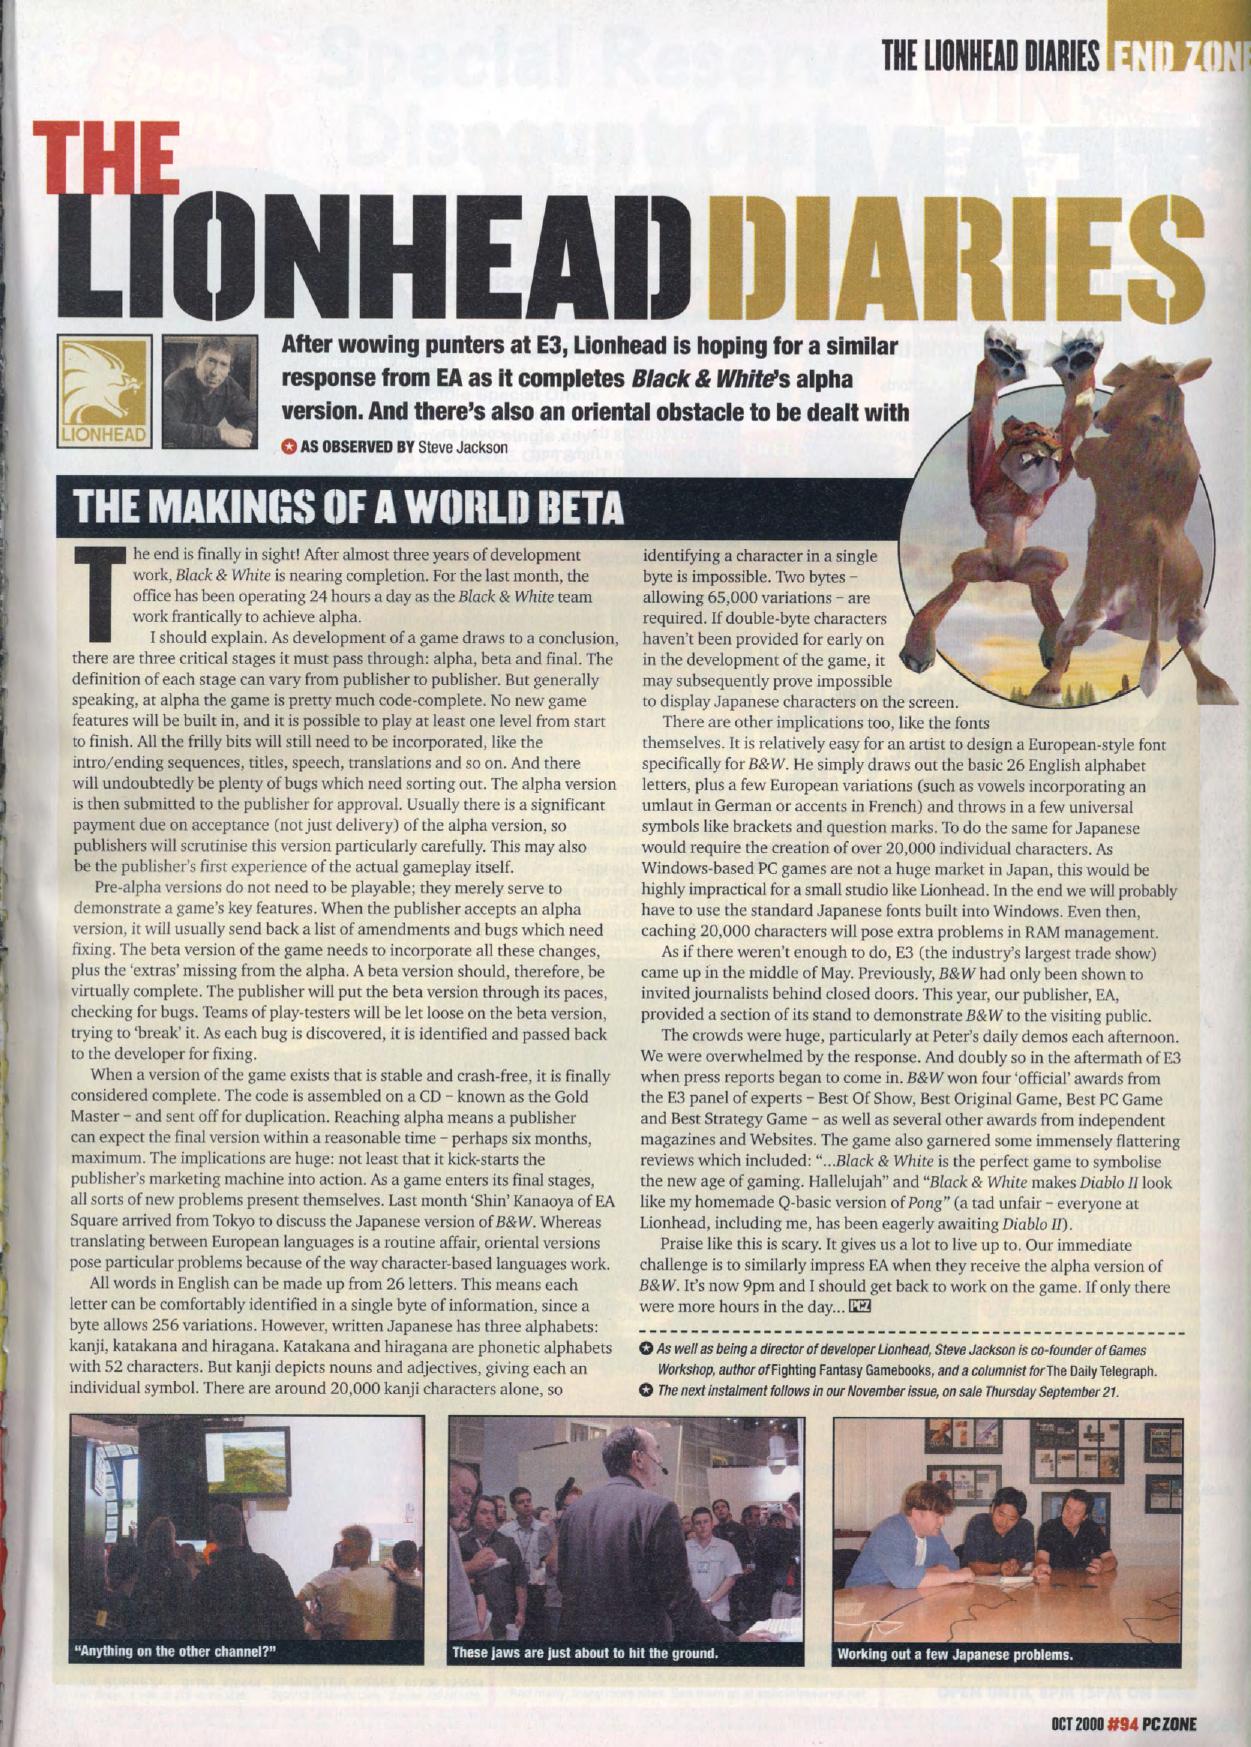 THE LIONHEAD DIARIES END ZONE
THE
LIONHEAD DIARIES
LIONHEAD
After wowing punters at E3, Lionhead is hoping for a similar
response from EA as it completes Black & White's alpha
version. And there's also an oriental obstacle to be dealt with
AS OBSERVED BY Steve Jackson
THE MAKINGS OF A WORLD BETA
The end is finally in sight! After almost three years of development
work, Black & White is nearing completion. For the last month, the
office has been operating 24 hours a day as the Black & White team
work frantically to achieve alpha.
I should explain. As development of a game draws to a conclusion,
there are three critical stages it must pass through: alpha, beta and final. The
definition of each stage can vary from publisher to publisher. But generally
speaking, at alpha the game is pretty much code-complete. No new game
features will be built in, and it is possible to play at least one level from start
to finish. All the frilly bits will still need to be incorporated, like the
intro/ending sequences, titles, speech, translations and so on. And there
will undoubtedly be plenty of bugs which need sorting out. The alpha version
is then submitted to the publisher for approval. Usually there is a significant
payment due on acceptance (not just delivery) of the alpha version, so
publishers will scrutinise this version particularly carefully. This may also
be the publisher's first experience of the actual gameplay itself.
Pre-alpha versions do not need to be playable; they merely serve to
demonstrate a game's key features. When the publisher accepts an alpha
version, it will usually send back a list of amendments and bugs which need
fixing. The beta version of the game needs to incorporate all these changes,
plus the 'extras' missing from the alpha. A beta version should, therefore, be
virtually complete. The publisher will put the beta version through its paces,
checking for bugs. Teams of play-testers will be let loose on the beta version,
trying to 'break' it. As each bug is discovered, it is identified and passed back
to the developer for fixing.
When a version of the game exists that is stable and crash-free, it is finally
considered complete. The code is assembled on a CD – known as the Gold
Master – and sent off for duplication. Reaching alpha means a publisher
can expect the final version within a reasonable time – perhaps six months,
maximum. The implications are huge: not least that it kick-starts the
publisher's marketing machine into action. As a game enters its final stages,
all sorts of new problems present themselves. Last month 'Shin' Kanaoya of EA
Square arrived from Tokyo to discuss the Japanese version of B&W. Whereas
translating between European languages is a routine affair, oriental versions
pose particular problems because of the way character-based languages work.
All words in English can be made up from 26 letters. This means each
letter can be comfortably identified in a single byte of information, since a
byte allows 256 variations. However, written Japanese has three alphabets:
kanji, katakana and hiragana. Katakana and hiragana are phonetic alphabets
with 52 characters. But kanji depicts nouns and adjectives, giving each an
individual symbol. There are around 20,000 kanji characters alone, so
identifying a character in a single
byte is impossible. Two bytes –
allowing 65,000 variations – are
required. If double-byte characters
haven't been provided for early on
in the development of the game, it
may subsequently prove impossible
to display Japanese characters on the screen.
There are other implications too, like the fonts
themselves. It is relatively easy for an artist to design a European-style font
specifically for B&W. He simply draws out the basic 26 English alphabet
letters, plus a few European variations (such as vowels incorporating an
umlaut in German or accents in French) and throws in a few universal
symbols like brackets and question marks. To do the same for Japanese
would require the creation of over 20,000 individual characters. As
Windows-based PC games are not a huge market in Japan, this would be
highly impractical for a small studio like Lionhead. In the end we will probably
have to use the standard Japanese fonts built into Windows. Even then,
caching 20,000 characters will pose extra problems in RAM management.
As if there weren't enough to do, E3 (the industry's largest trade show)
came up in the middle of May. Previously, B&W had only been shown to
invited journalists behind closed doors. This year, our publisher, EA,
provided a section of its stand to demonstrate B&W to the visiting public.
The crowds were huge, particularly at Peter's daily demos each afternoon.
We were overwhelmed by the response. And doubly so in the aftermath of E3
when press reports began to come in. B&W won four 'official' awards from
the E3 panel of experts – Best Of Show, Best Original Game, Best PC Game
and Best Strategy Game – as well as several other awards from independent
magazines and Websites. The game also garnered some immensely flattering
reviews which included: "...Black & White is the perfect game to symbolise
the new age of gaming. Hallelujah" and "Black & White makes Diablo II look
like my homemade Q-basic version of Pong" (a tad unfair – everyone at
Lionhead, including me, has been eagerly awaiting Diablo II).
Praise like this is scary. It gives us a lot to live up to. Our immediate
challenge is to similarly impress EA when they receive the alpha version of
B&W. It's now 9pm and I should get back to work on the game. If only there
were more hours in the day... PCZ
As well as being a director of developer Lionhead, Steve Jackson is co-founder of Games
Workshop, author of Fighting Fantasy Gamebooks, and a columnist for The Daily Telegraph.
The next instalment follows in our November issue, on sale Thursday September 21.
"Anything on the other channel?"
These jaws are just about to hit the ground.
Working out a few Japanese problems.
OCT 2000 #94 PC ZONE